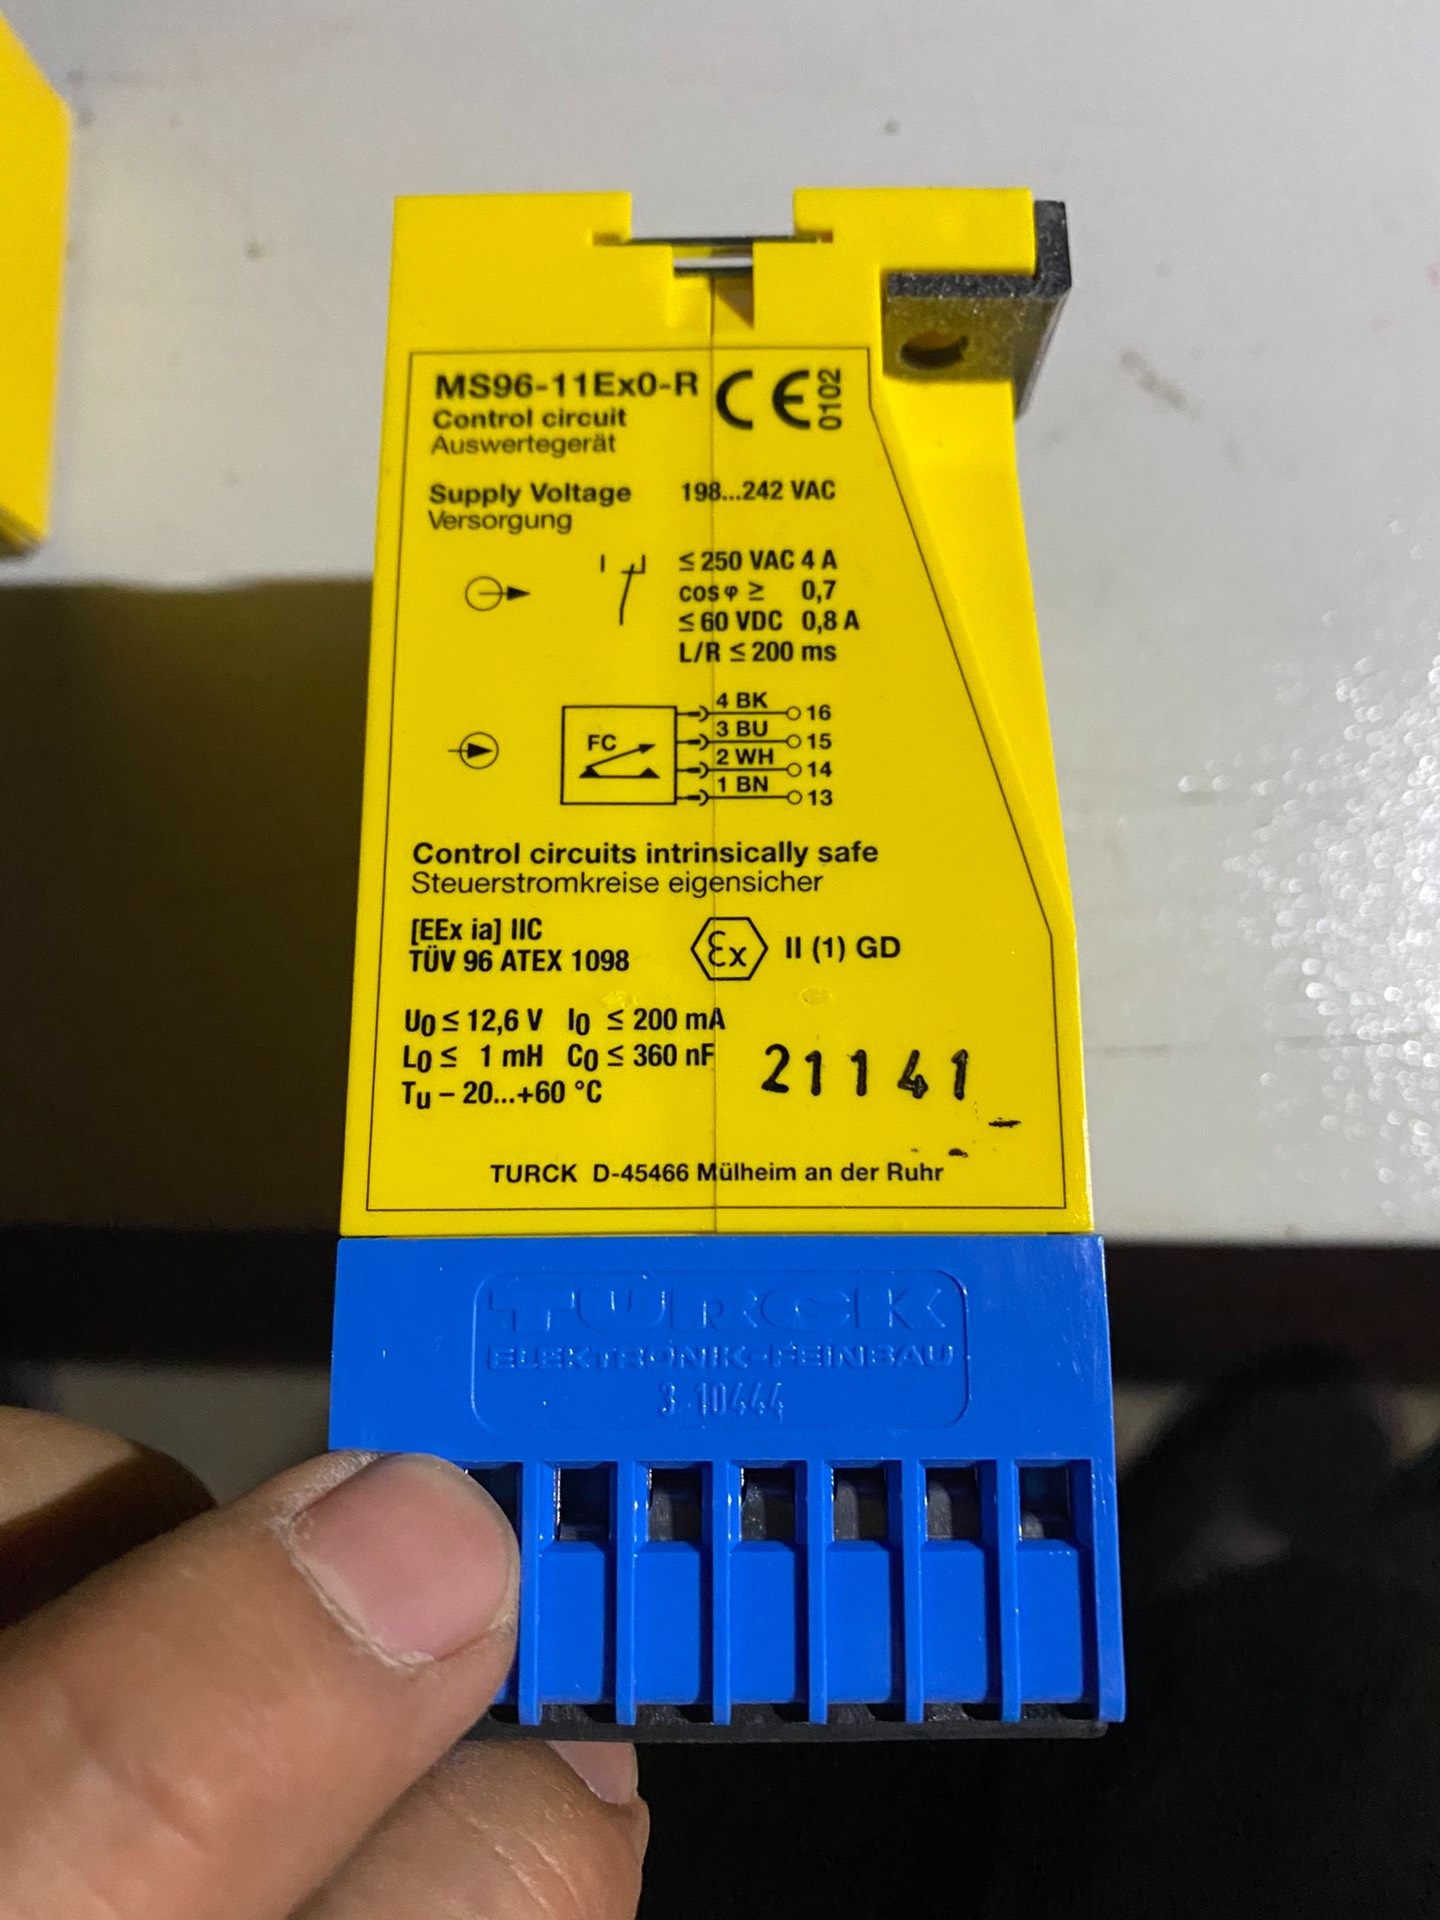 MS96-11Ex0-R CE 0102
Control circuit
Auswertegerät
Supply Voltage 198...242 VAC
Versorgung
≤ 250 VAC 4 A
cos φ ≥ 0,7
≤ 60 VDC 0,8 A
L/R ≤ 200 ms
4 BK 16
FC 3 BU 15
2 WH 14
1 BN 13
Control circuits intrinsically safe
Steuerstromkreise eigensicher
[EEx ia] IIC
TÜV 96 ATEX 1098 Ex II (1) GD
U0 ≤ 12,6 V I0 ≤ 200 mA
L0 ≤ 1 mH C0 ≤ 360 nF
Tu – 20...+60 °C
21141
TURCK D-45466 Mülheim an der Ruhr
TURCK
ELEKTRONIK-FEINBAU
3-10444